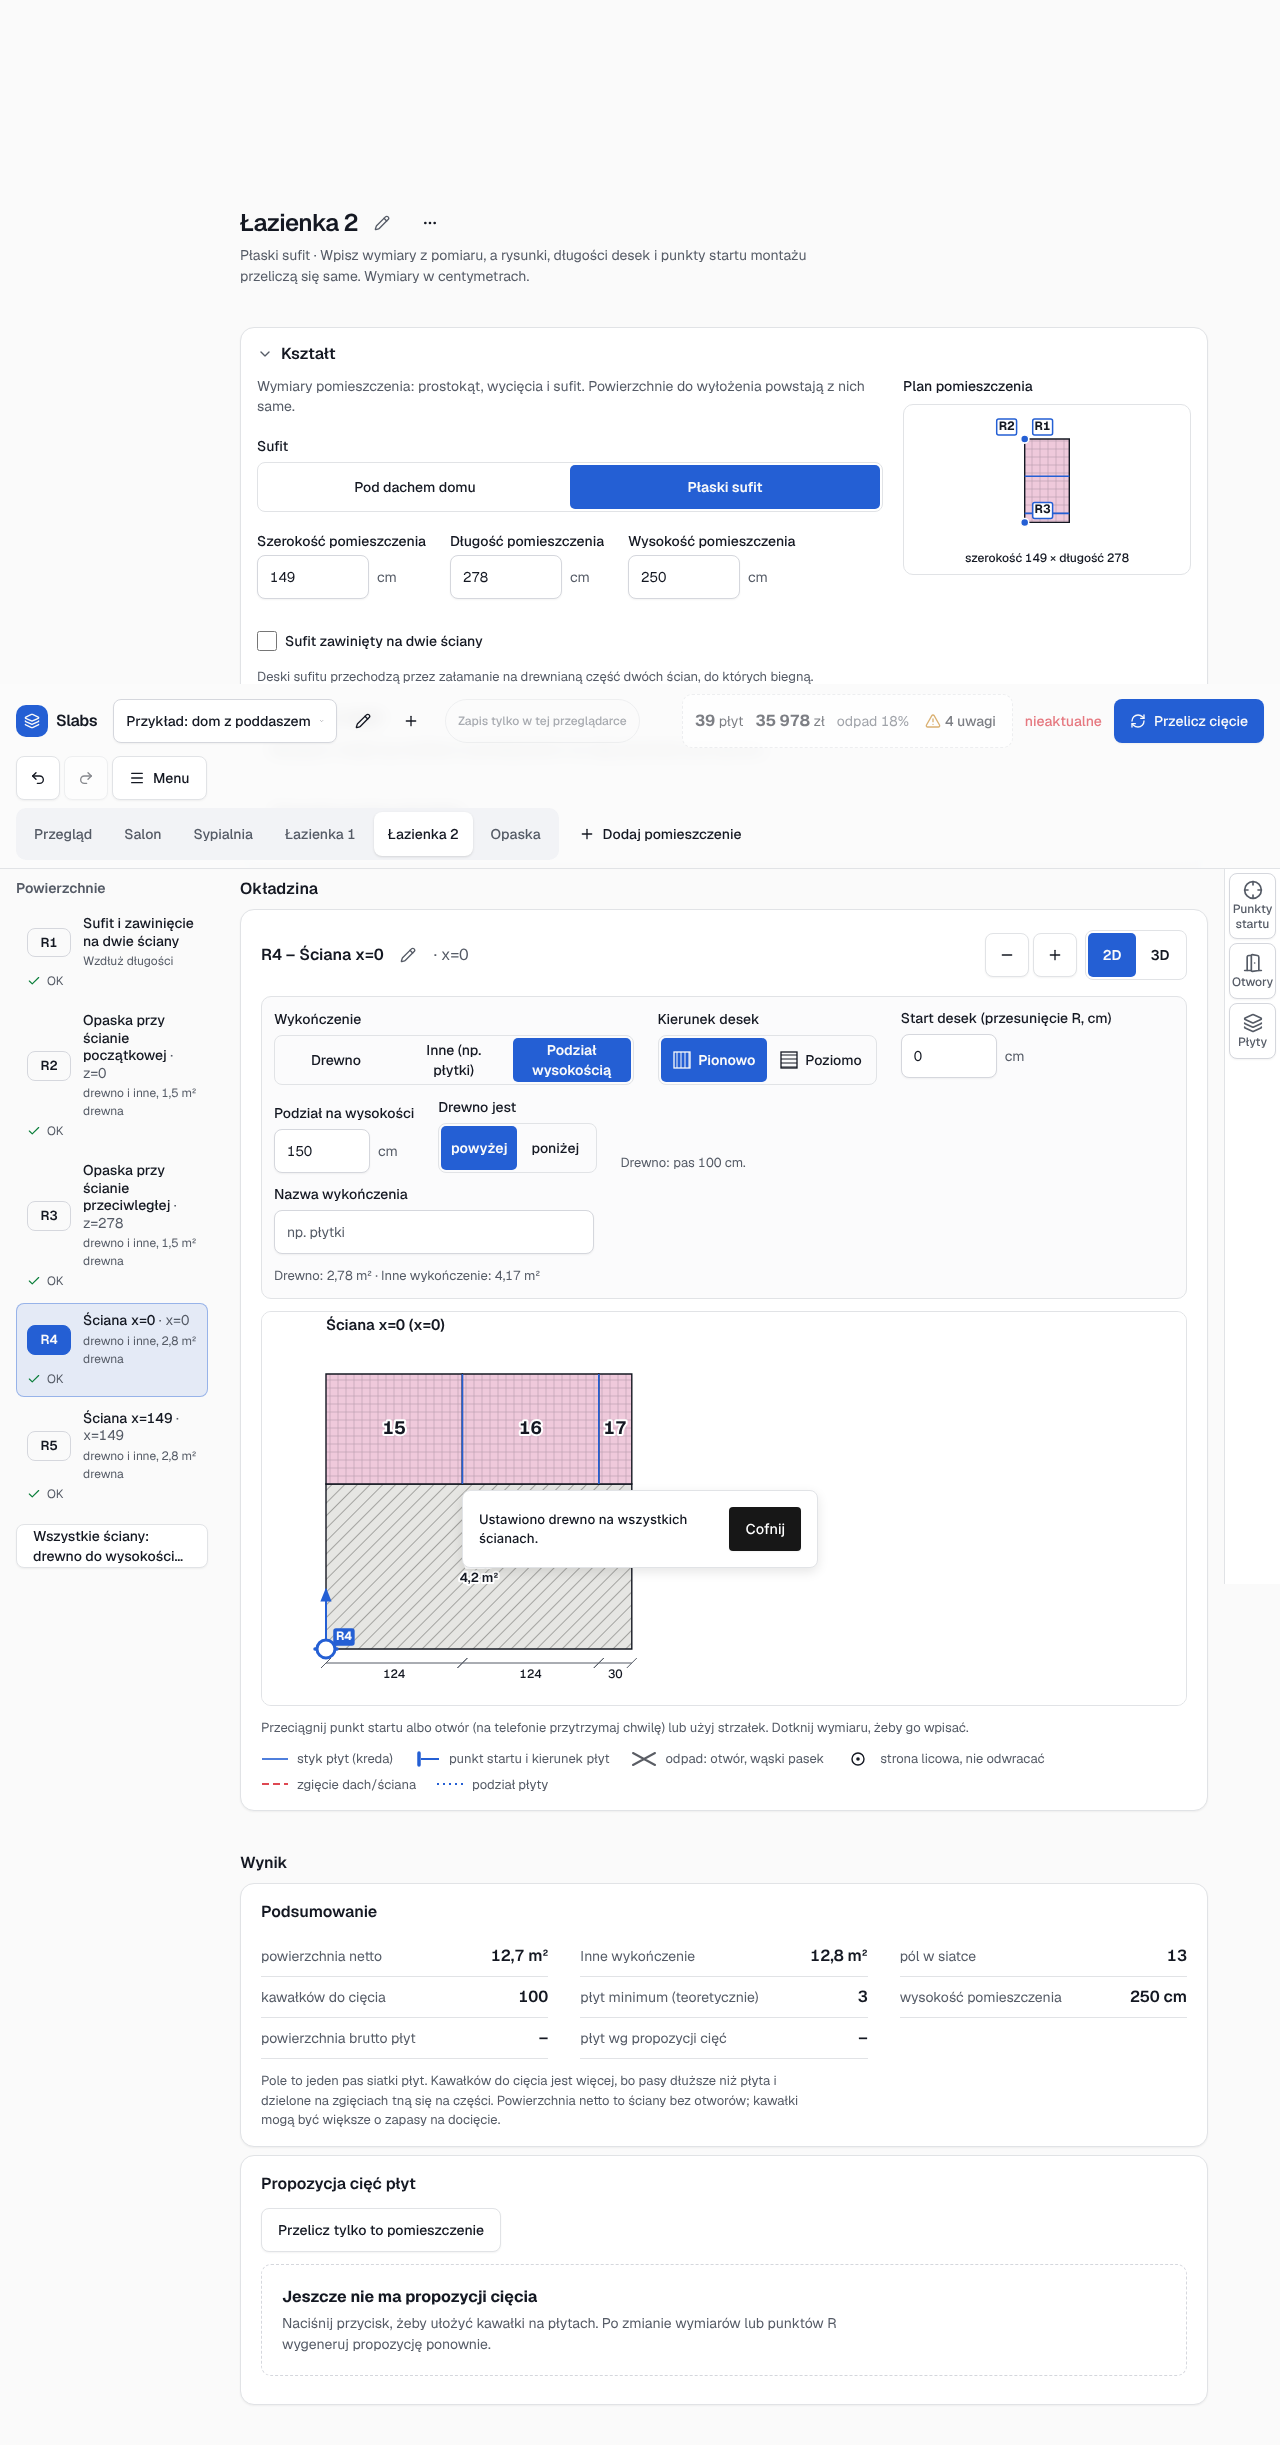 Łazienka 2
Płaski sufit · Wpisz wymiary z pomiaru, a rysunki, długości desek i punkty startu montażu
przeliczą się same. Wymiary w centymetrach.
Kształt
Wymiary pomieszczenia: prostokąt, wycięcia i sufit. Powierzchnie do wyłożenia powstają z nich
same.
Sufit
Pod dachem domu
Płaski sufit
Szerokość pomieszczenia
Długość pomieszczenia
Wysokość pomieszczenia
149 cm
278 cm
250 cm
Sufit zawinięty na dwie ściany
Deski sufitu przechodzą przez załamanie na drewnianą część dwóch ścian, do których biegną.
Plan pomieszczenia
R2
R1
R3
szerokość 149 × długość 278
Slabs
Przykład: dom z poddaszem
Zapis tylko w tej przeglądarce
39 płyt 35 978 zł odpad 18% 4 uwagi
nieaktualne
Przelicz cięcie
Menu
Przegląd
Salon
Sypialnia
Łazienka 1
Łazienka 2
Opaska
Dodaj pomieszczenie
Powierzchnie
R1
Sufit i zawinięcie
na dwie ściany
Wzdłuż długości
OK
R2
Opaska przy
ścianie
początkowej ·
z=0
drewno i inne, 1,5 m²
drewna
OK
R3
Opaska przy
ścianie
przeciwległej ·
z=278
drewno i inne, 1,5 m²
drewna
OK
R4
Ściana x=0 · x=0
drewno i inne, 2,8 m²
drewna
OK
R5
Ściana x=149 ·
x=149
drewno i inne, 2,8 m²
drewna
OK
Wszystkie ściany:
drewno do wysokości...
Okładzina
R4 – Ściana x=0 · x=0
2D
3D
Wykończenie
Drewno
Inne (np.
płytki)
Podział
wysokością
Kierunek desek
Pionowo
Poziomo
Start desek (przesunięcie R, cm)
0 cm
Podział na wysokości
150 cm
Drewno jest
powyżej
poniżej
Drewno: pas 100 cm.
Nazwa wykończenia
np. płytki
Drewno: 2,78 m² · Inne wykończenie: 4,17 m²
Ściana x=0 (x=0)
15
16
17
4,2 m²
R4
124
124
30
Ustawiono drewno na wszystkich
ścianach.
Cofnij
Przeciągnij punkt startu albo otwór (na telefonie przytrzymaj chwilę) lub użyj strzałek. Dotknij wymiaru, żeby go wpisać.
styk płyt (kreda)
punkt startu i kierunek płyt
odpad: otwór, wąski pasek
strona licowa, nie odwracać
zgięcie dach/ściana
podział płyty
Punkty
startu
Otwory
Płyty
Wynik
Podsumowanie
powierzchnia netto 12,7 m²
Inne wykończenie 12,8 m²
pól w siatce 13
kawałków do cięcia 100
płyt minimum (teoretycznie) 3
wysokość pomieszczenia 250 cm
powierzchnia brutto płyt –
płyt wg propozycji cięć –
Pole to jeden pas siatki płyt. Kawałków do cięcia jest więcej, bo pasy dłuższe niż płyta i
dzielone na zgięciach tną się na części. Powierzchnia netto to ściany bez otworów; kawałki
mogą być większe o zapasy na docięcie.
Propozycja cięć płyt
Przelicz tylko to pomieszczenie
Jeszcze nie ma propozycji cięcia
Naciśnij przycisk, żeby ułożyć kawałki na płytach. Po zmianie wymiarów lub punktów R
wygeneruj propozycję ponownie.